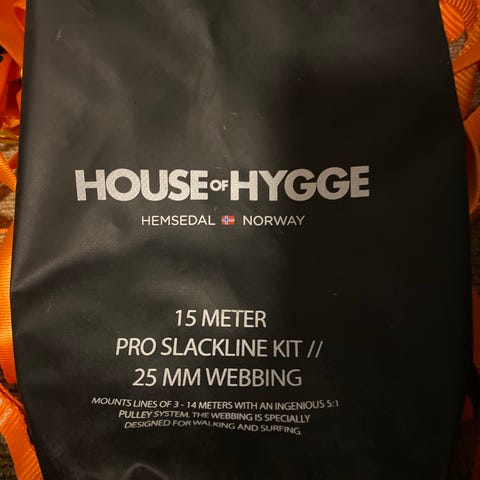 HOUSE OF HYGGE
HEMSEDAL NORWAY
15 METER
PRO SLACKLINE KIT //
25 MM WEBBING
MOUNTS LINES OF 3 - 14 METERS WITH AN INGENIOUS 5:1
PULLEY SYSTEM. THE WEBBING IS SPECIALLY
DESIGNED FOR WALKING AND SURFING.